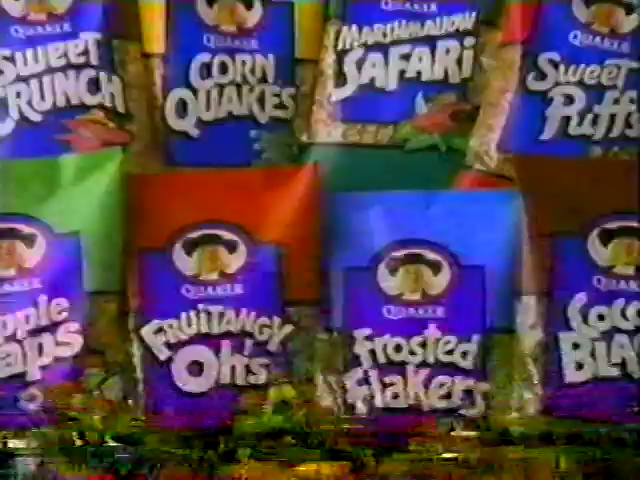 QUAKER
Sweet
CRUNCH
QUAKER
CORN
QUAKES
QUAKER
MARSHMALLOW
SAFARi
QUAKER
Sweet
Puffs
QUAKER
pple
aps
QUAKER
FRUiTANGY
Oh's
QUAKER
Frosted
Flakers
QUAKER
Coco
BLA